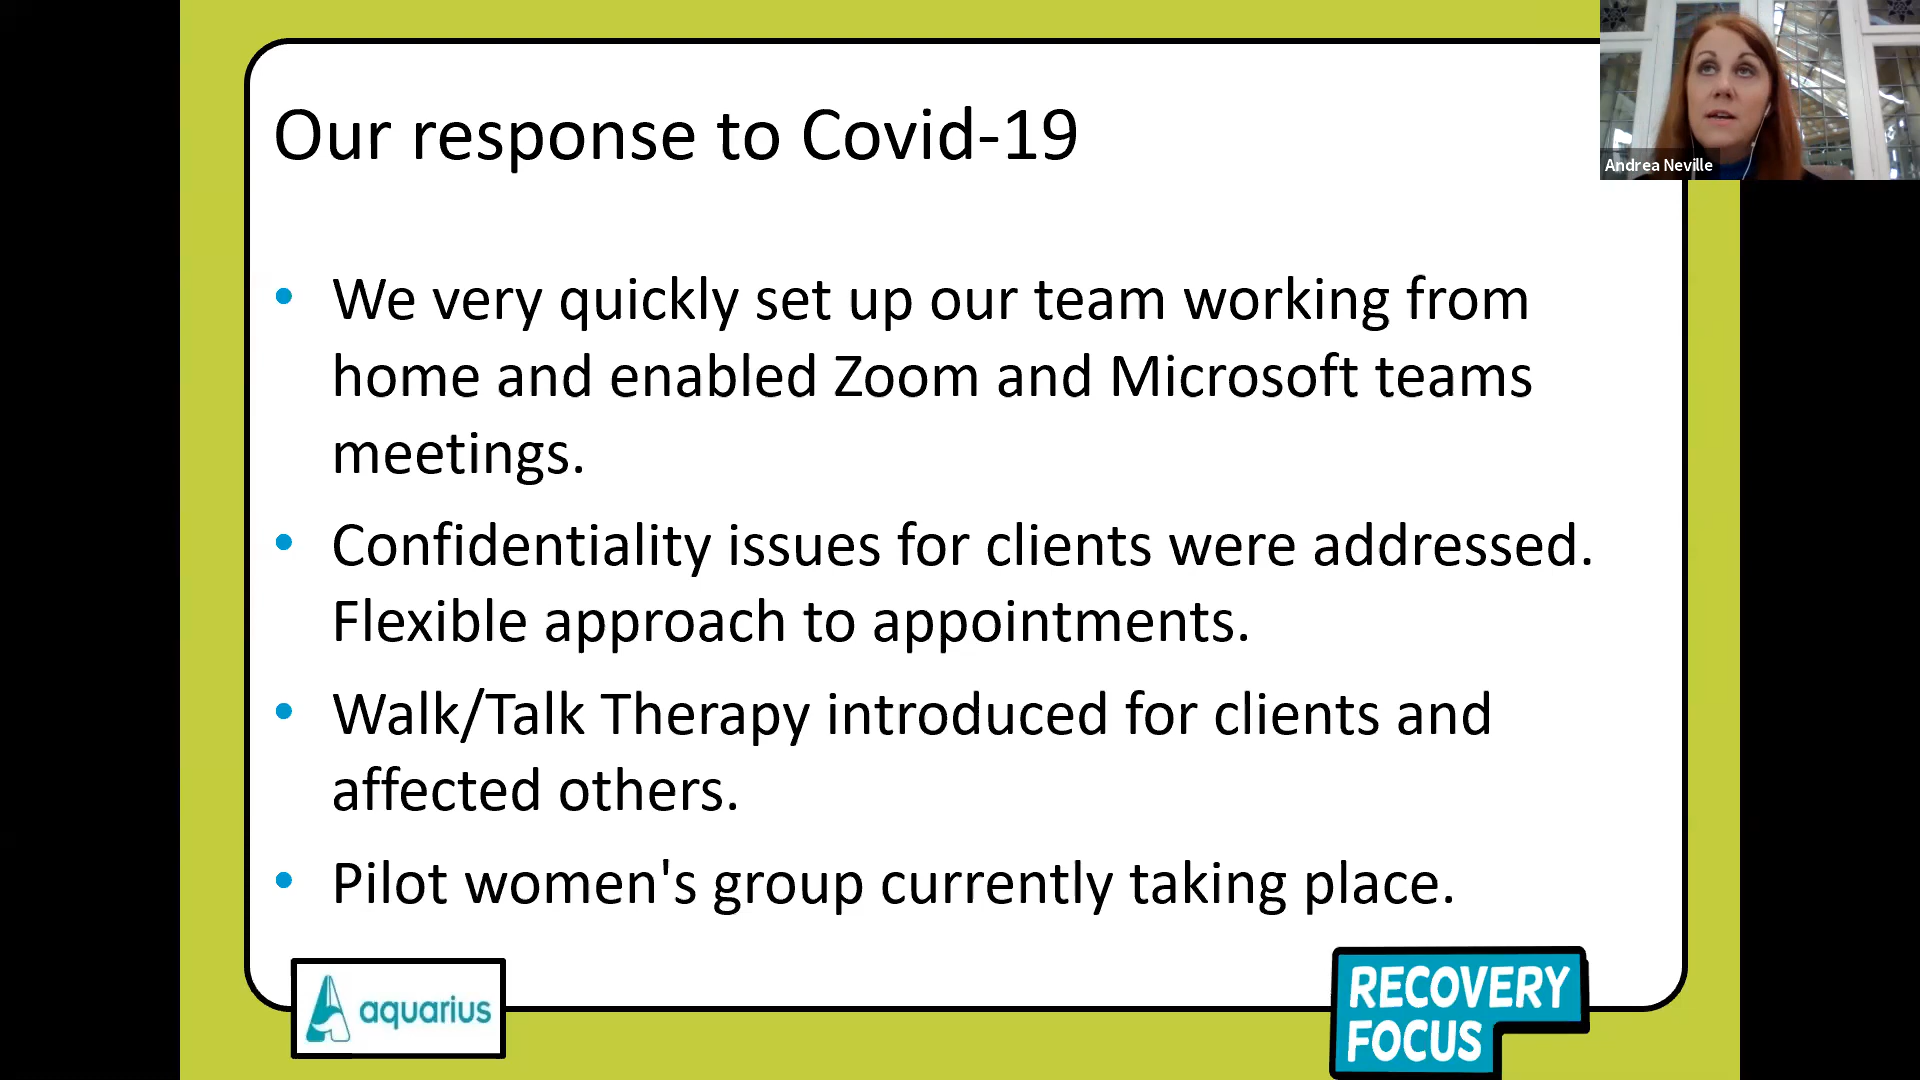 Our response to Covid-19
Andrea Neville
• We very quickly set up our team working from
home and enabled Zoom and Microsoft teams
meetings.
• Confidentiality issues for clients were addressed.
Flexible approach to appointments.
• Walk/Talk Therapy introduced for clients and
affected others.
• Pilot women's group currently taking place.
aquarius
RECOVERY
FOCUS